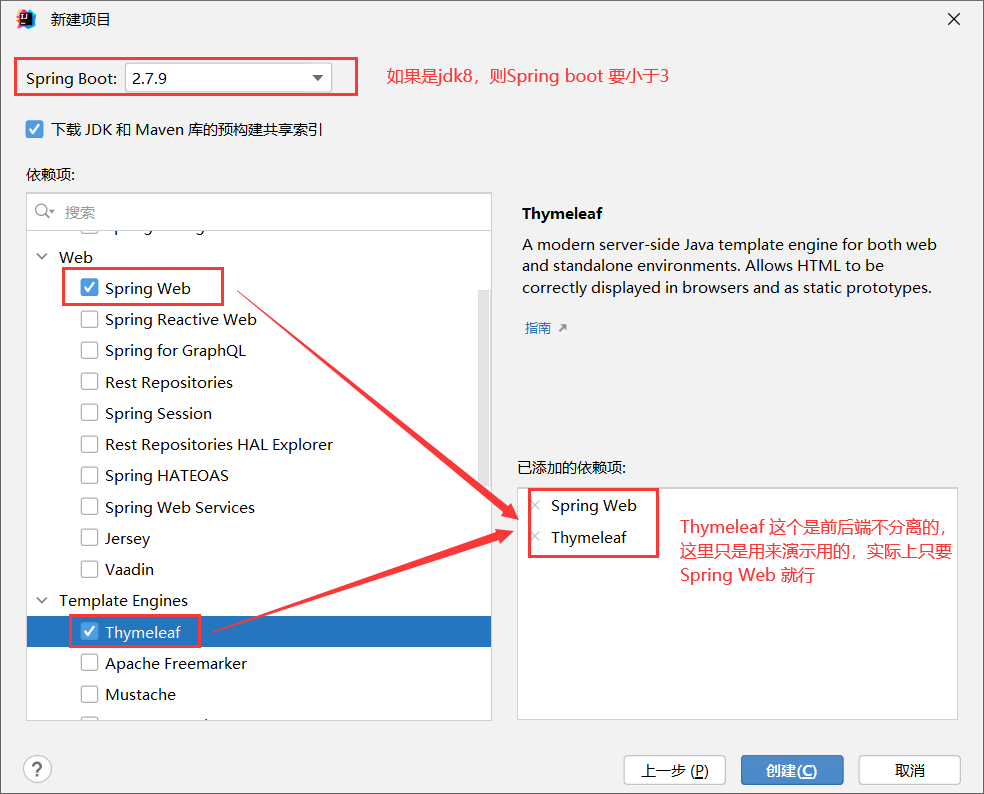 新建项目
Spring Boot: 2.7.9
如果是jdk8，则Spring boot 要小于3
下载 JDK 和 Maven 库的预构建共享索引
依赖项:
搜索
Web
Spring Web
Spring Reactive Web
Spring for GraphQL
Rest Repositories
Spring Session
Rest Repositories HAL Explorer
Spring HATEOAS
Spring Web Services
Jersey
Vaadin
Template Engines
Thymeleaf
Apache Freemarker
Mustache
Thymeleaf
A modern server-side Java template engine for both web
and standalone environments. Allows HTML to be
correctly displayed in browsers and as static prototypes.
指南
已添加的依赖项:
Spring Web
Thymeleaf
Thymeleaf 这个是前后端不分离的，
这里只是用来演示用的，实际上只要
Spring Web 就行
?
上一步 (P)
创建(C)
取消